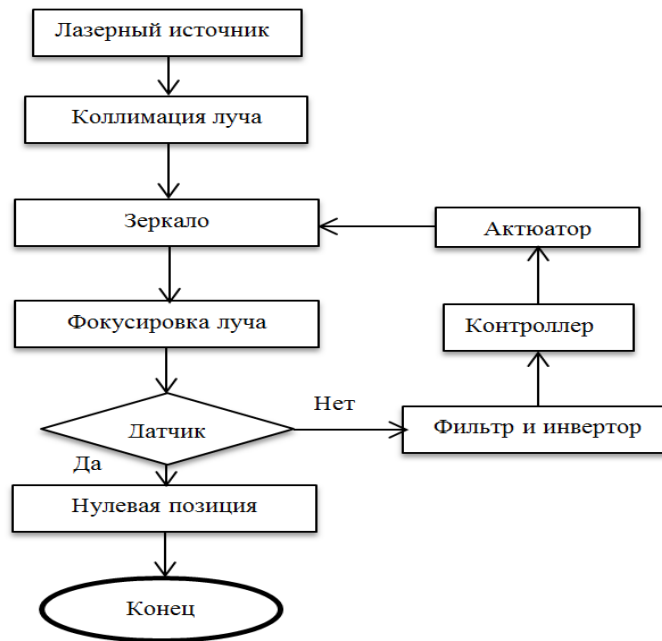 Лазерный источник
Коллимация луча
Зеркало
Актюатор
Фокусировка луча
Контроллер
Нет
Датчик
Фильтр и инвертор
Да
Нулевая позиция
Конец